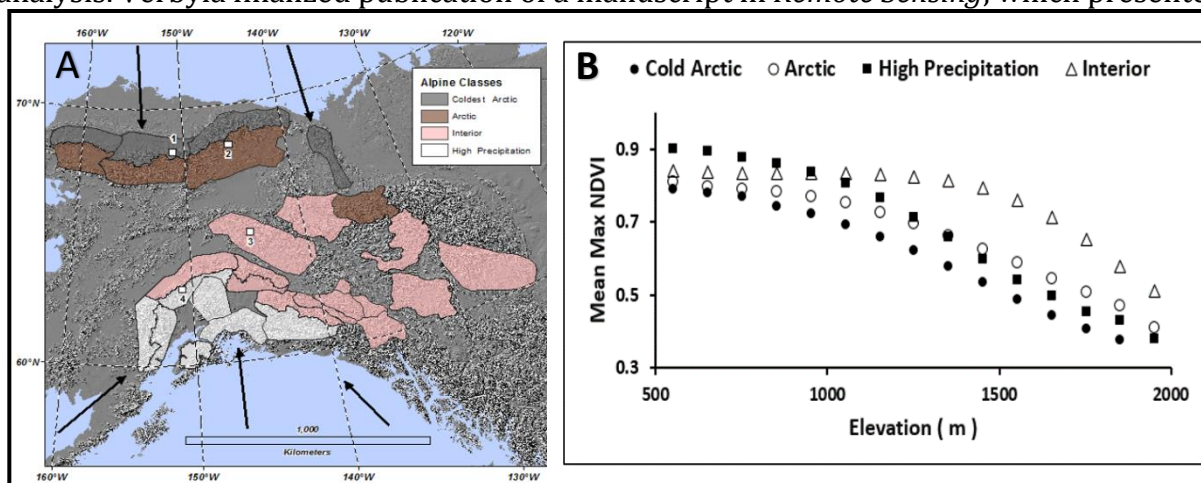 analysis. Verbyla finalized publication of a manuscript in Remote Sensing, which presente
160°W 150°W 140°W 130°W 120°W
A
Alpine Classes
Coldest Arctic
Arctic
Interior
High Precipitation
70°N
1
2
3
4
60°N
1,000
Kilometers
160°W 150°W 140°W 130°W
B
Cold Arctic Arctic High Precipitation Interior
Mean Max NDVI
0.9
0.7
0.5
0.3
500 1000 1500 2000
Elevation ( m )